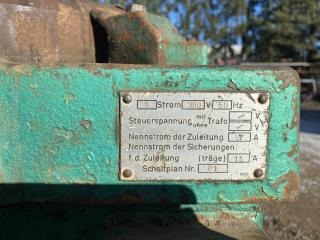 Strom 380 V 50 Hz
Steuerspannung mit ohne Trafo V V
Nennstrom der Zuleitung A
Nennstrom der Sicherungen
f.d. Zuleitung (träge) 15 A
Schaltplan Nr.